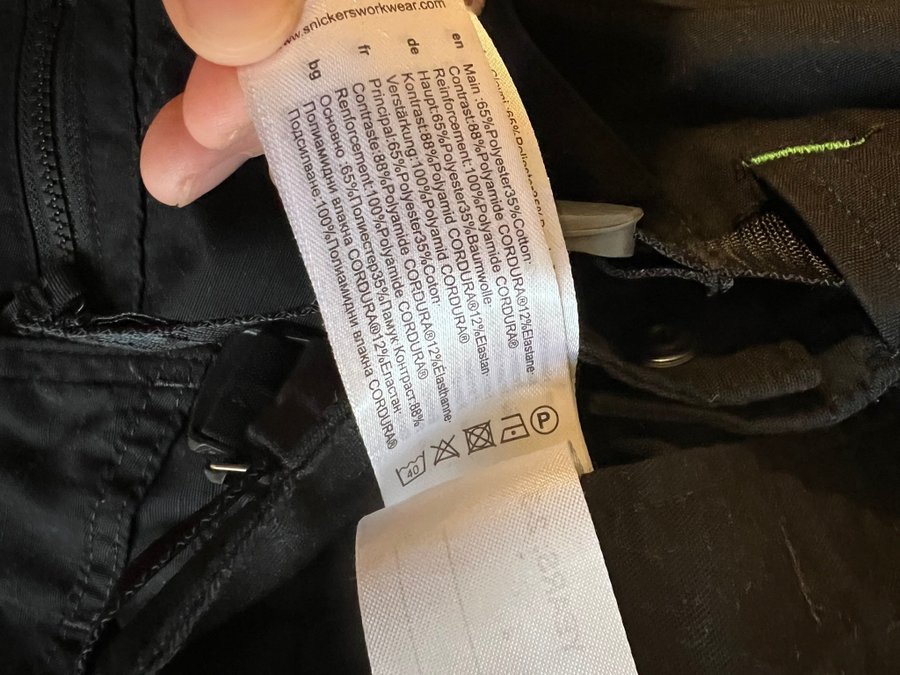 www.snickersworkwear.com
en
Main :65%Polyester35%Cotton:
Contrast:88%Polyamide CORDURA®12%Elastane:
Reinforcement:100%Polyamide CORDURA®
de
Haupt:65%Polyester35%Baumwolle
Kontrast:88%Polyamid CORDURA®12%Elastan:
Verstärkung:100%Polyamid CORDURA®
fr
Principal:65%Polyester35%Coton:
Contraste:88%Polyamide CORDURA®12%Elasthanne:
Renforcement:100%Polyamide CORDURA®
bg
Основно :65%Полиестер35%Памук Контраст:88%
Полиамидни влакна CORDURA®12%Еластан
Подсилване:100%Полиамидни влакна CORDURA®
40
P